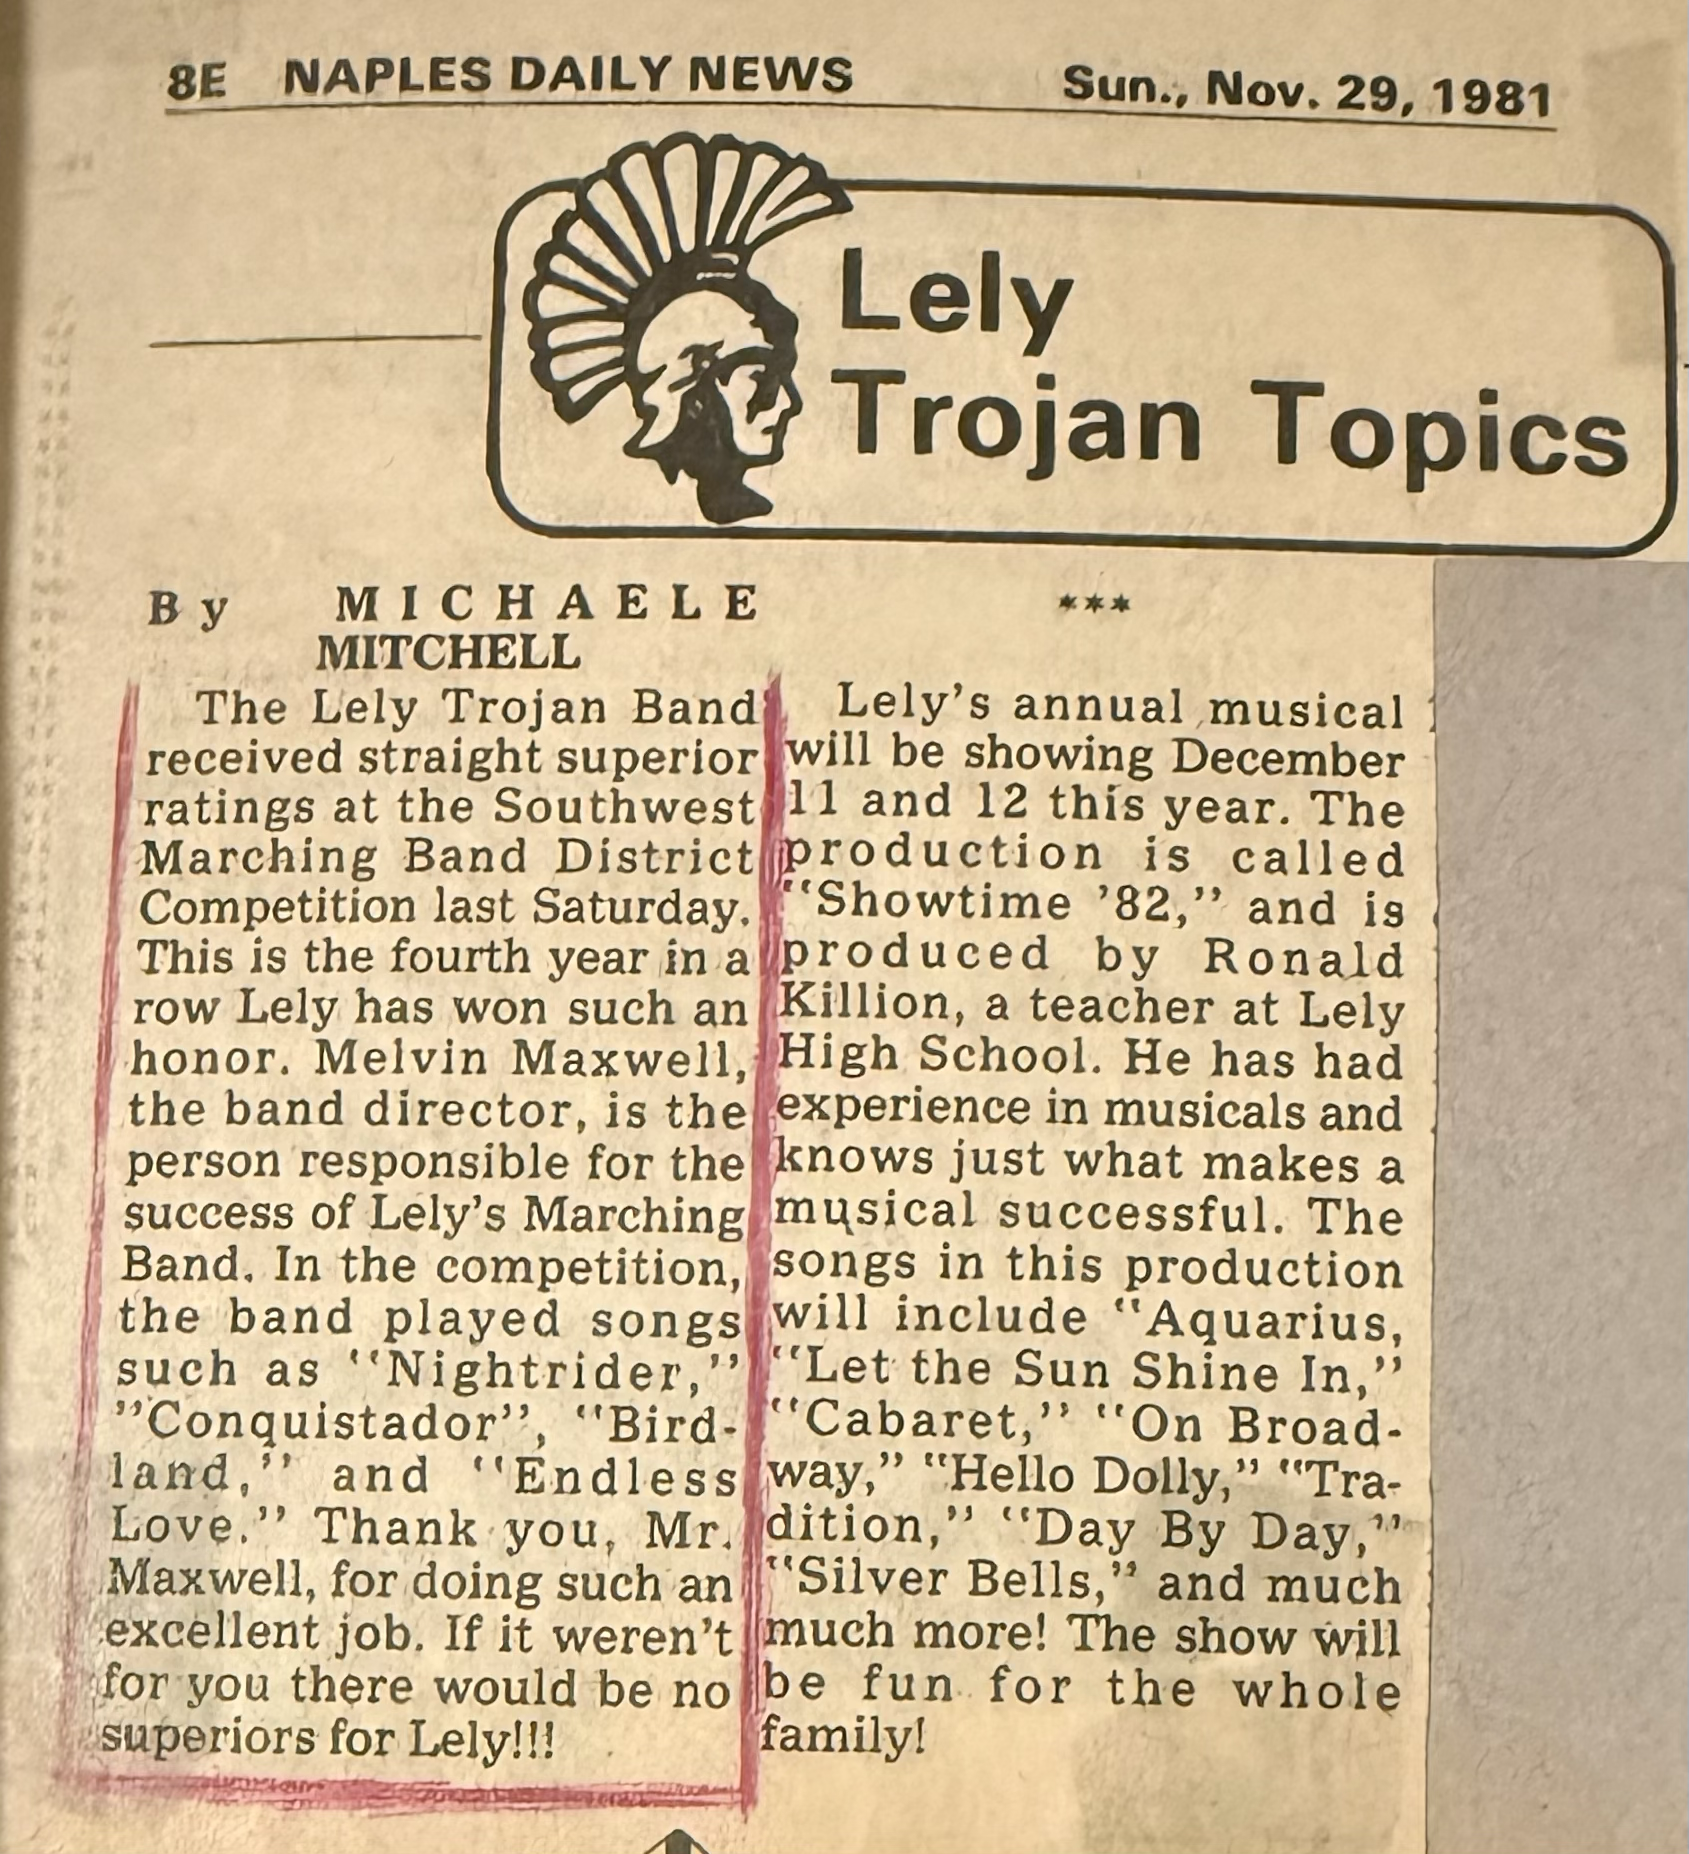 8E NAPLES DAILY NEWS Sun., Nov. 29, 1981
Lely
Trojan Topics
By MICHAELE
MITCHELL
The Lely Trojan Band
received straight superior
ratings at the Southwest
Marching Band District
Competition last Saturday.
This is the fourth year in a
row Lely has won such an
honor. Melvin Maxwell,
the band director, is the
person responsible for the
success of Lely's Marching
Band. In the competition,
the band played songs
such as "Nightrider,"
"Conquistador", "Bird-
land," and "Endless
Love." Thank you, Mr.
Maxwell, for doing such an
excellent job. If it weren't
for you there would be no
superiors for Lely!!!
***
Lely's annual musical
will be showing December
11 and 12 this year. The
production is called
"Showtime '82," and is
produced by Ronald
Killion, a teacher at Lely
High School. He has had
experience in musicals and
knows just what makes a
musical successful. The
songs in this production
will include "Aquarius,
"Let the Sun Shine In,"
"Cabaret," "On Broad-
way," "Hello Dolly," "Tra-
dition," "Day By Day,"
"Silver Bells," and much
much more! The show will
be fun for the whole
family!